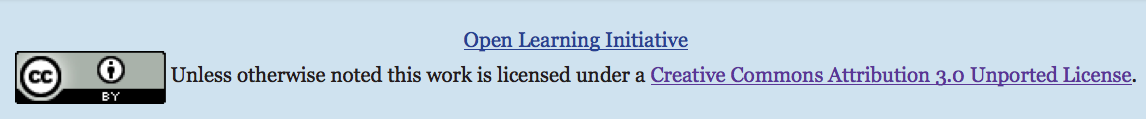 Open Learning Initiative
cc BY Unless otherwise noted this work is licensed under a Creative Commons Attribution 3.0 Unported License.